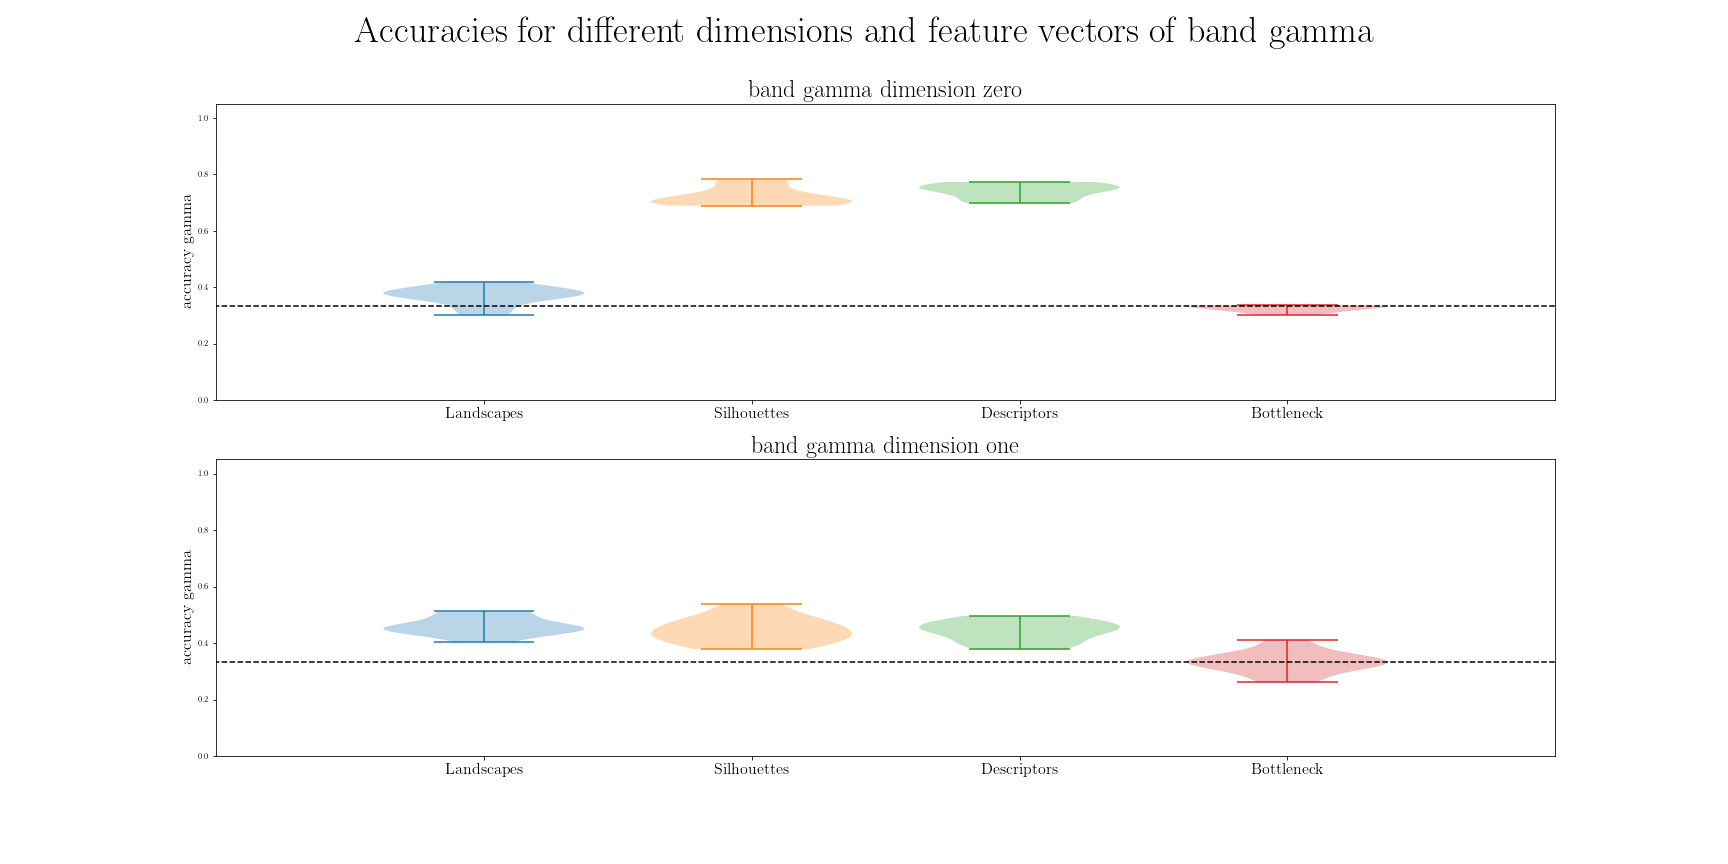 Accuracies for different dimensions and feature vectors of band gamma
band gamma dimension zero
accuracy gamma
1.0
0.8
0.6
0.4
0.2
0.0
Landscapes Silhouettes Descriptors Bottleneck
band gamma dimension one
accuracy gamma
1.0
0.8
0.6
0.4
0.2
0.0
Landscapes Silhouettes Descriptors Bottleneck